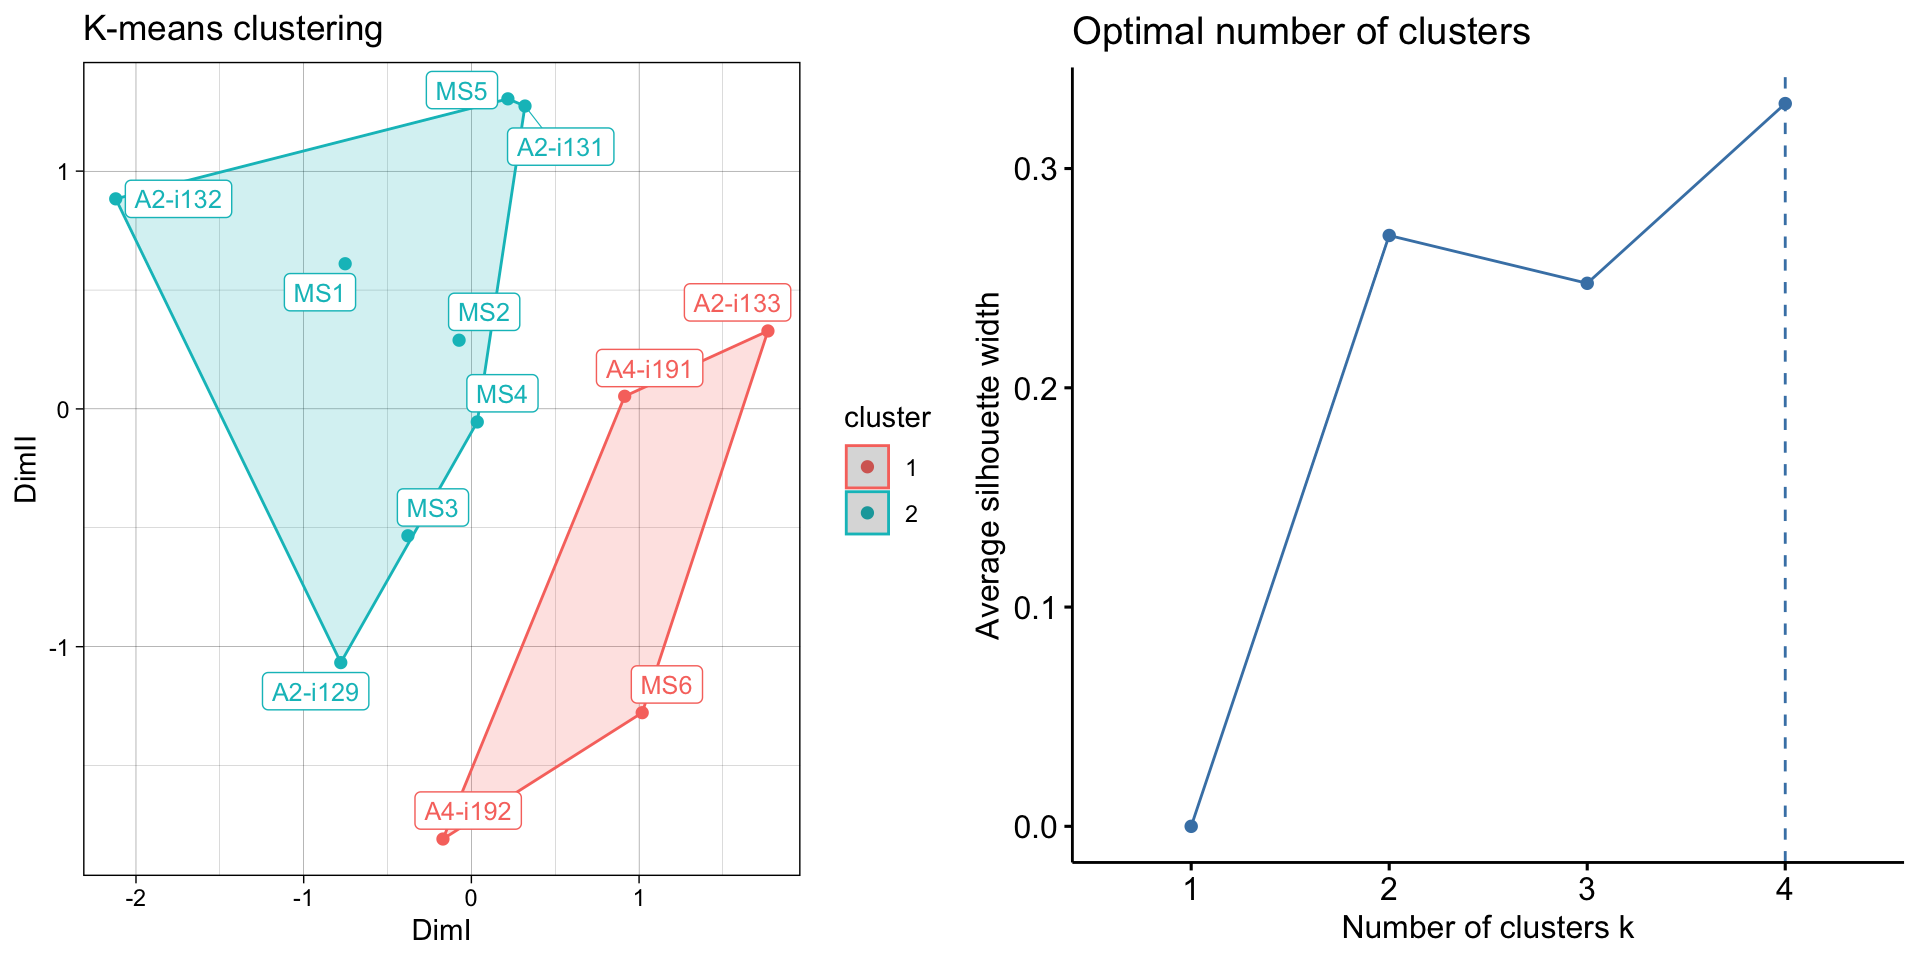 K-means clustering
MS5
A2-i131
1
A2-i132
MS1
MS2
A2-i133
A4-i191
MS4
0
MS3
DimII
-1
MS6
A2-i129
A4-i192
-2
-1
0
1
DimI
cluster
1
2
Optimal number of clusters
0.3
0.2
0.1
0.0
Average silhouette width
1
2
3
4
Number of clusters k